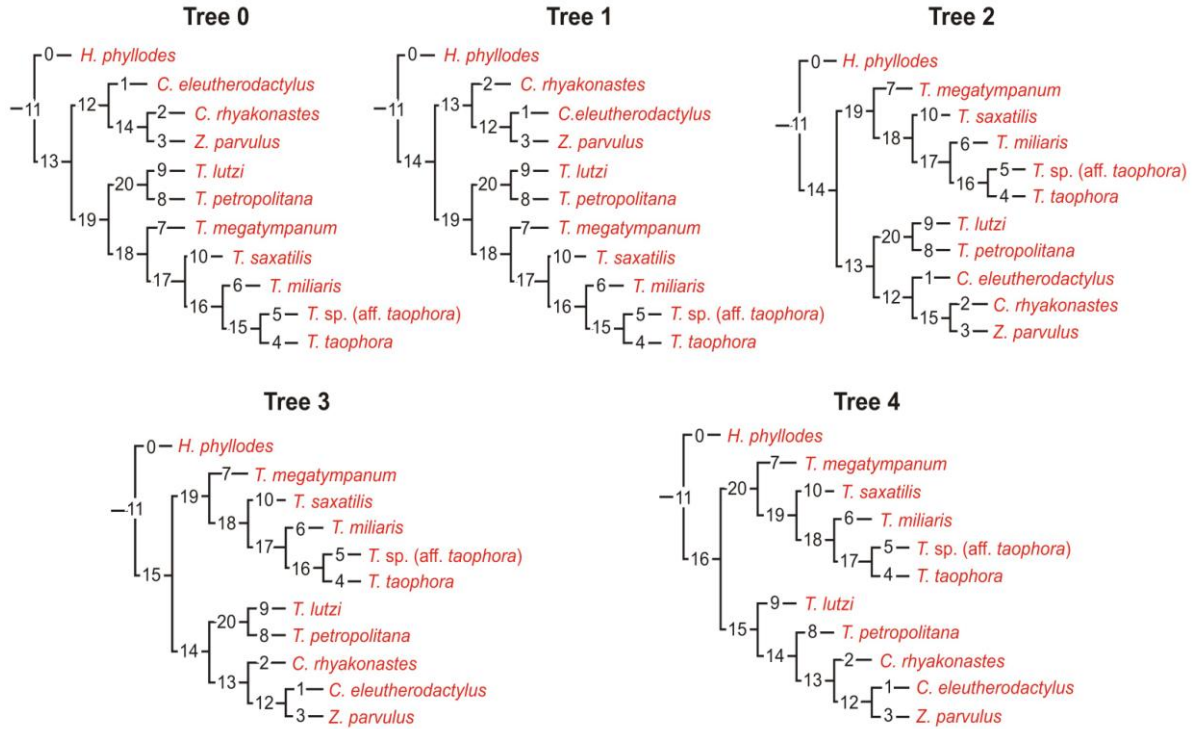 Tree 0
0 H. phyllodes
11
1 C. eleutherodactylus
12
2 C. rhyakonastes
14
3 Z. parvulus
13
9 T. lutzi
20
8 T. petropolitana
19
7 T. megatympanum
18
10 T. saxatilis
17
6 T. miliaris
16
5 T. sp. (aff. taophora)
15
4 T. taophora
Tree 1
0 H. phyllodes
11
2 C. rhyakonastes
13
1 C.eleutherodactylus
12
3 Z. parvulus
14
9 T. lutzi
20
8 T. petropolitana
19
7 T. megatympanum
18
10 T. saxatilis
17
6 T. miliaris
16
5 T. sp. (aff. taophora)
15
4 T. taophora
Tree 2
0 H. phyllodes
7 T. megatympanum
19
10 T. saxatilis
18
11
6 T. miliaris
17
5 T. sp. (aff. taophora)
16
4 T. taophora
14
9 T. lutzi
20
8 T. petropolitana
13
1 C. eleutherodactylus
12
2 C. rhyakonastes
15
3 Z. parvulus
Tree 3
0 H. phyllodes
7 T. megatympanum
19
10 T. saxatilis
11
18
6 T. miliaris
17
5 T. sp. (aff. taophora)
16
4 T. taophora
15
9 T. lutzi
20
8 T. petropolitana
14
2 C. rhyakonastes
13
1 C. eleutherodactylus
12
3 Z. parvulus
Tree 4
0 H. phyllodes
7 T. megatympanum
20
10 T. saxatilis
11
19
6 T. miliaris
18
5 T. sp. (aff. taophora)
17
4 T. taophora
16
9 T. lutzi
15
8 T. petropolitana
14
2 C. rhyakonastes
13
1 C. eleutherodactylus
12
3 Z. parvulus